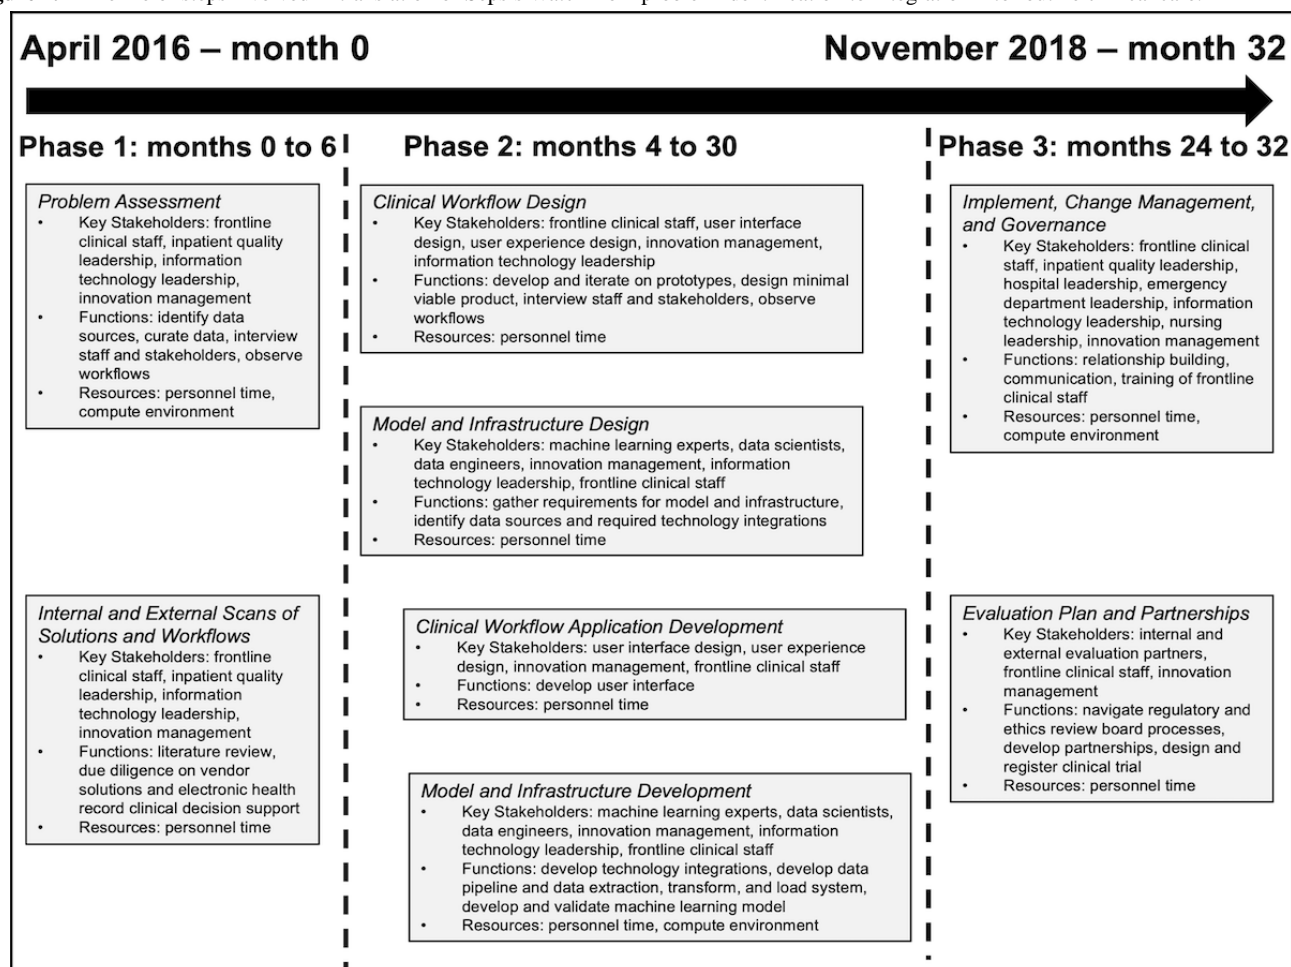 April 2016 – month 0
November 2018 – month 32
Phase 1: months 0 to 6
Phase 2: months 4 to 30
Phase 3: months 24 to 32
Problem Assessment
• Key Stakeholders: frontline
clinical staff, inpatient quality
leadership, information
technology leadership,
innovation management
• Functions: identify data
sources, curate data, interview
staff and stakeholders, observe
workflows
• Resources: personnel time,
compute environment
Internal and External Scans of
Solutions and Workflows
• Key Stakeholders: frontline
clinical staff, inpatient quality
leadership, information
technology leadership,
innovation management
• Functions: literature review,
due diligence on vendor
solutions and electronic health
record clinical decision support
• Resources: personnel time
Clinical Workflow Design
• Key Stakeholders: frontline clinical staff, user interface
design, user experience design, innovation management,
information technology leadership
• Functions: develop and iterate on prototypes, design minimal
viable product, interview staff and stakeholders, observe
workflows
• Resources: personnel time
Model and Infrastructure Design
• Key Stakeholders: machine learning experts, data scientists,
data engineers, innovation management, information
technology leadership, frontline clinical staff
• Functions: gather requirements for model and infrastructure,
identify data sources and required technology integrations
• Resources: personnel time
Clinical Workflow Application Development
• Key Stakeholders: user interface design, user experience
design, innovation management, frontline clinical staff
• Functions: develop user interface
• Resources: personnel time
Model and Infrastructure Development
• Key Stakeholders: machine learning experts, data scientists,
data engineers, innovation management, information
technology leadership, frontline clinical staff
• Functions: develop technology integrations, develop data
pipeline and data extraction, transform, and load system,
develop and validate machine learning model
• Resources: personnel time, compute environment
Implement, Change Management,
and Governance
• Key Stakeholders: frontline clinical
staff, inpatient quality leadership,
hospital leadership, emergency
department leadership, information
technology leadership, nursing
leadership, innovation management
• Functions: relationship building,
communication, training of frontline
clinical staff
• Resources: personnel time,
compute environment
Evaluation Plan and Partnerships
• Key Stakeholders: internal and
external evaluation partners,
frontline clinical staff, innovation
management
• Functions: navigate regulatory and
ethics review board processes,
develop partnerships, design and
register clinical trial
• Resources: personnel time